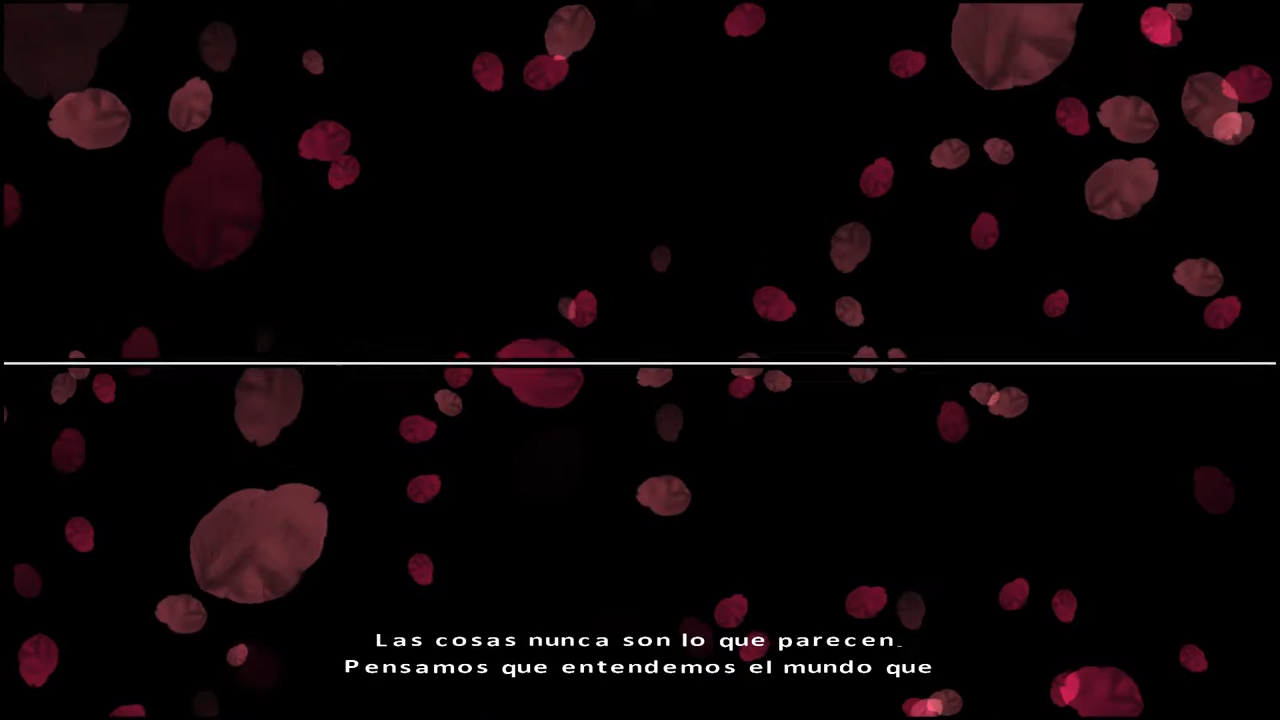 Las cosas nunca son lo que parecen.
Pensamos que entendemos el mundo que